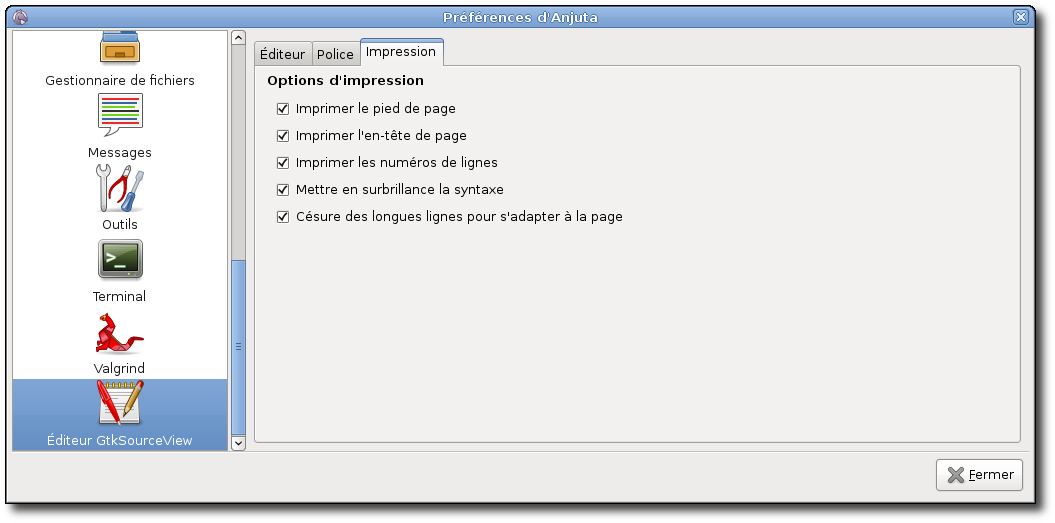 Préférences d'Anjuta
Gestionnaire de fichiers
Messages
Outils
Terminal
Valgrind
Éditeur GtkSourceView
Éditeur
Police
Impression
Options d'impression
Imprimer le pied de page
Imprimer l'en-tête de page
Imprimer les numéros de lignes
Mettre en surbrillance la syntaxe
Césure des longues lignes pour s'adapter à la page
Fermer